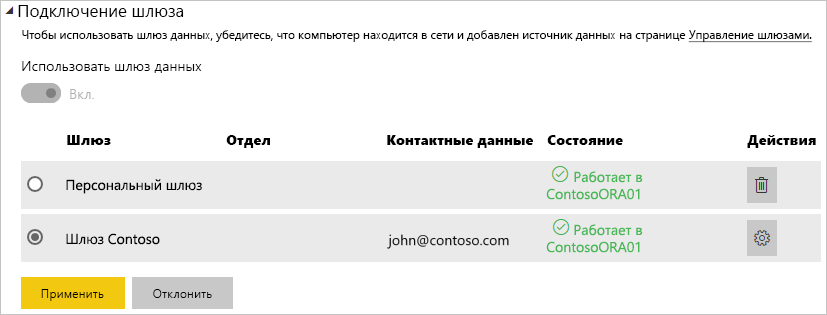 Подключение шлюза
Чтобы использовать шлюз данных, убедитесь, что компьютер находится в сети и добавлен источник данных на странице Управление шлюзами.
Использовать шлюз данных
Вкл.
Шлюз Отдел Контактные данные Состояние Действия
Персональный шлюз Работает в
ContosoORA01
Шлюз Contoso john@contoso.com Работает в
ContosoORA01
Применить Отклонить